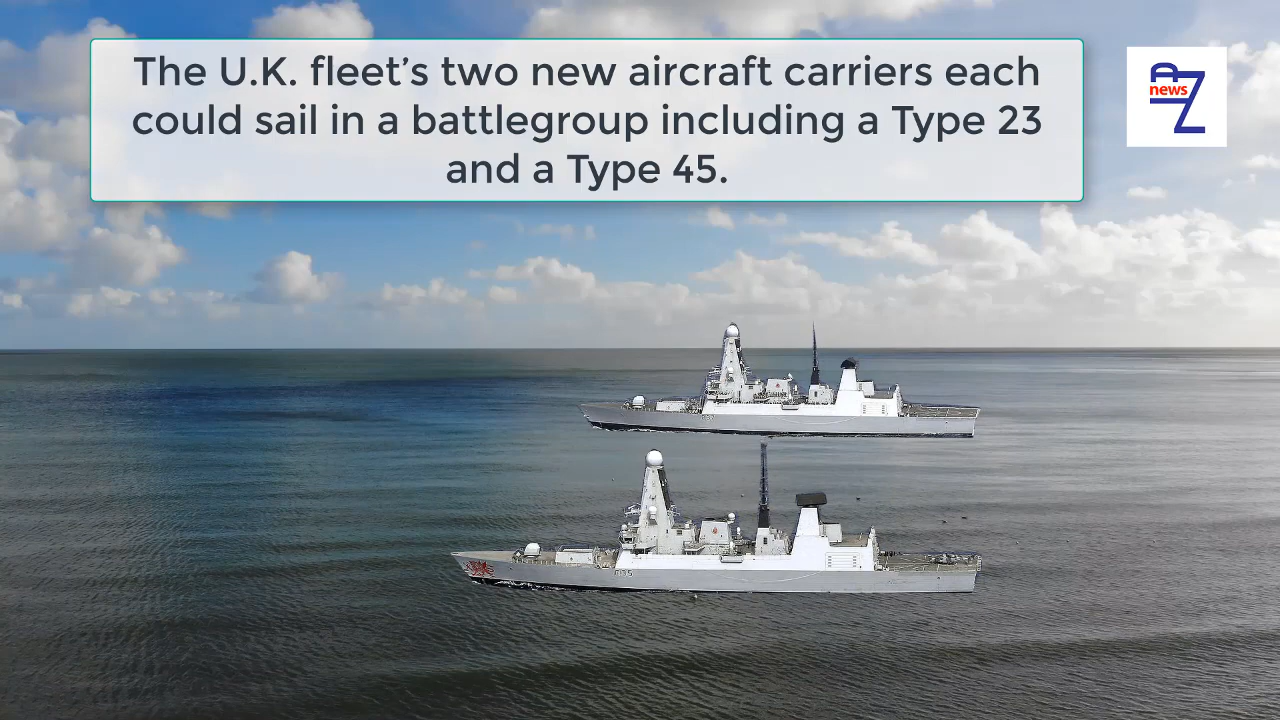 The U.K. fleet’s two new aircraft carriers each
could sail in a battlegroup including a Type 23
and a Type 45.
A
news
Z